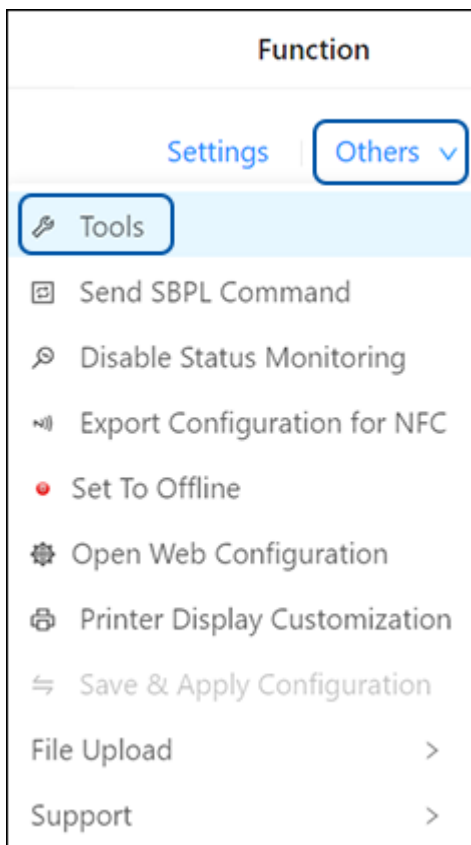 Function
Settings
Others
Tools
Send SBPL Command
Disable Status Monitoring
Export Configuration for NFC
Set To Offline
Open Web Configuration
Printer Display Customization
Save & Apply Configuration
File Upload
Support